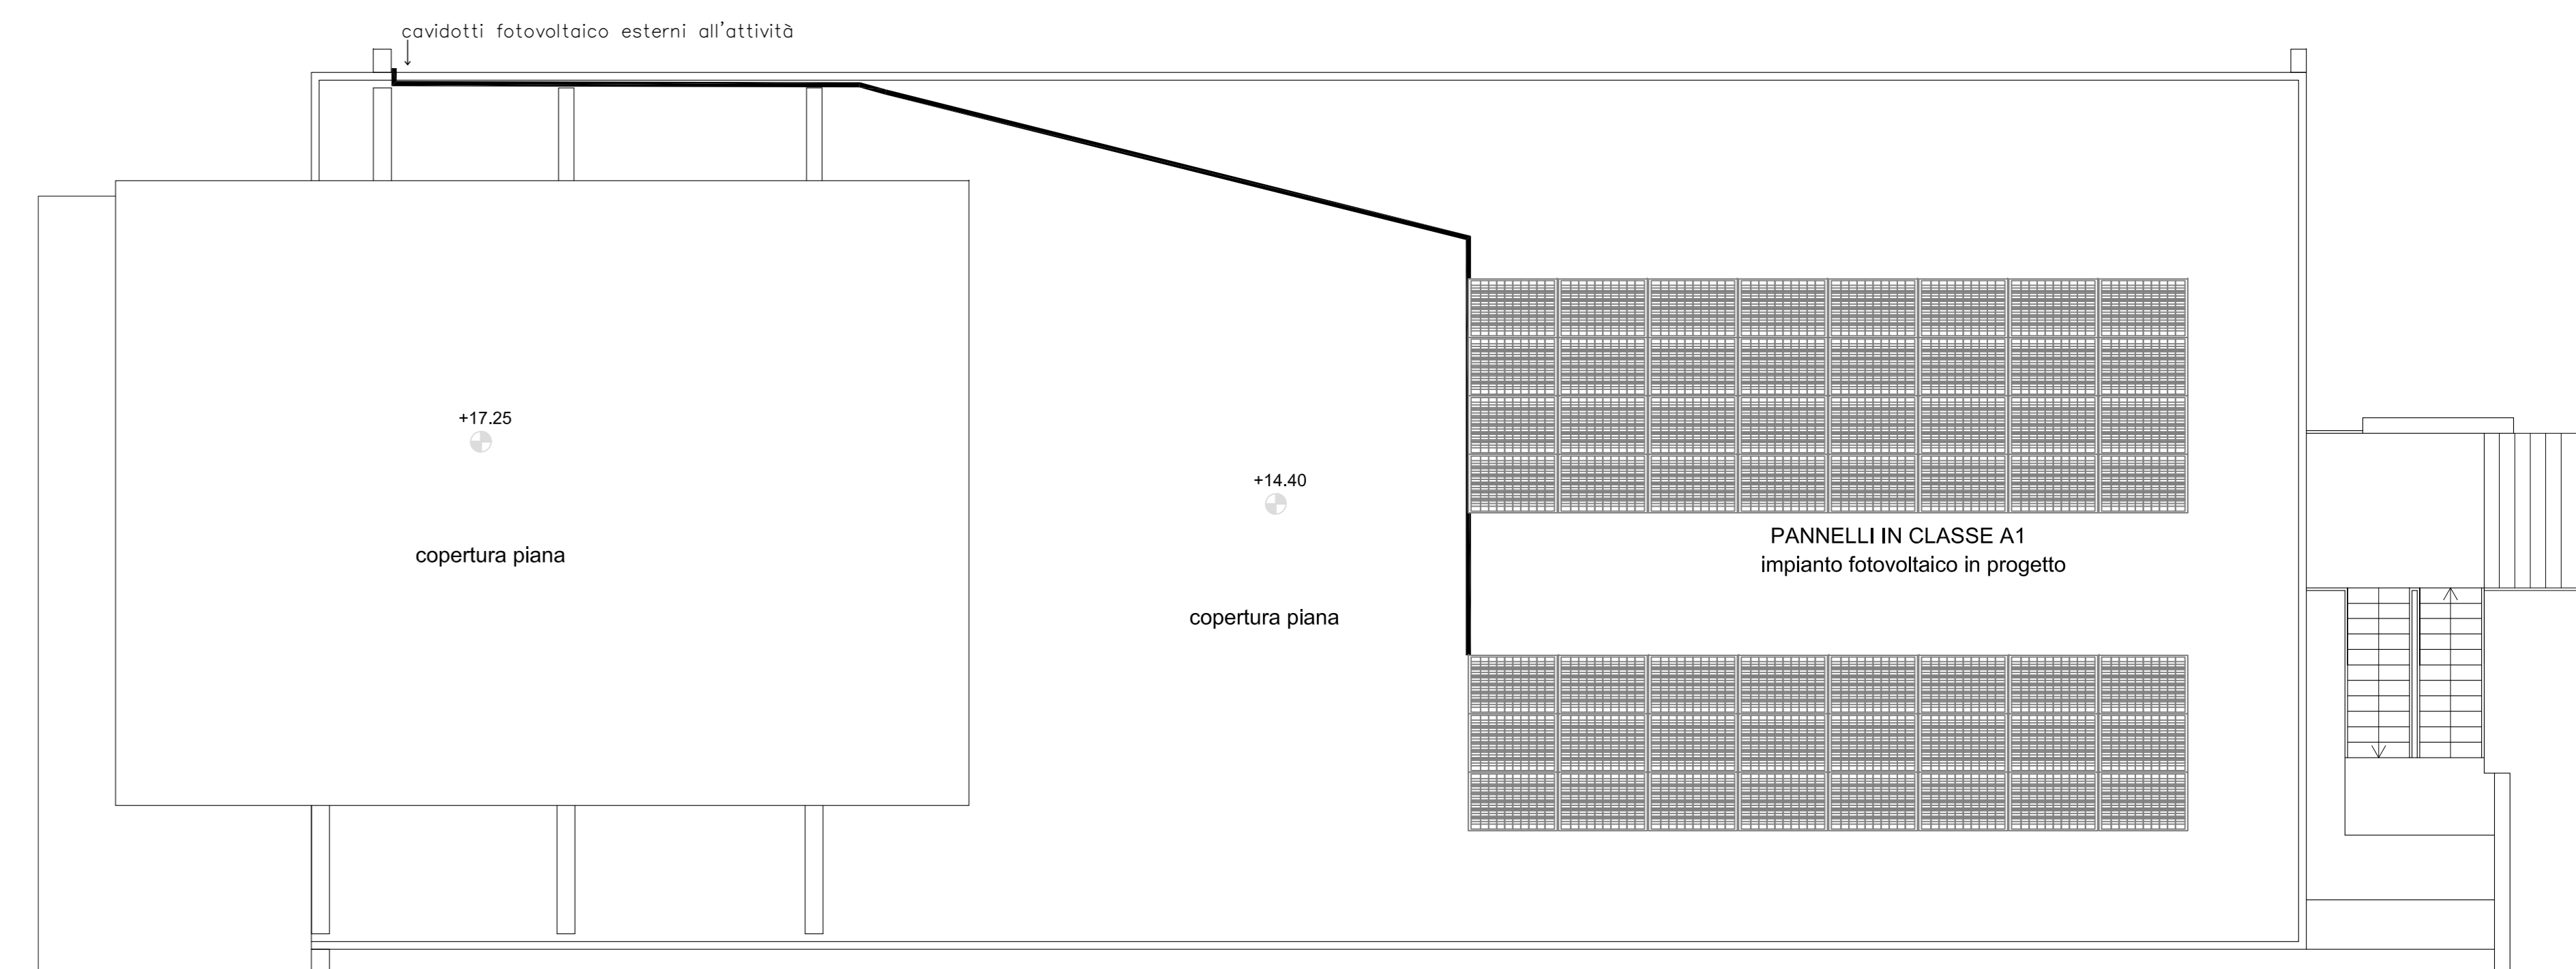 cavidotti fotovoltaico esterni all'attività
+17.25
copertura piana
+14.40
copertura piana
PANNELLI IN CLASSE A1
impianto fotovoltaico in progetto